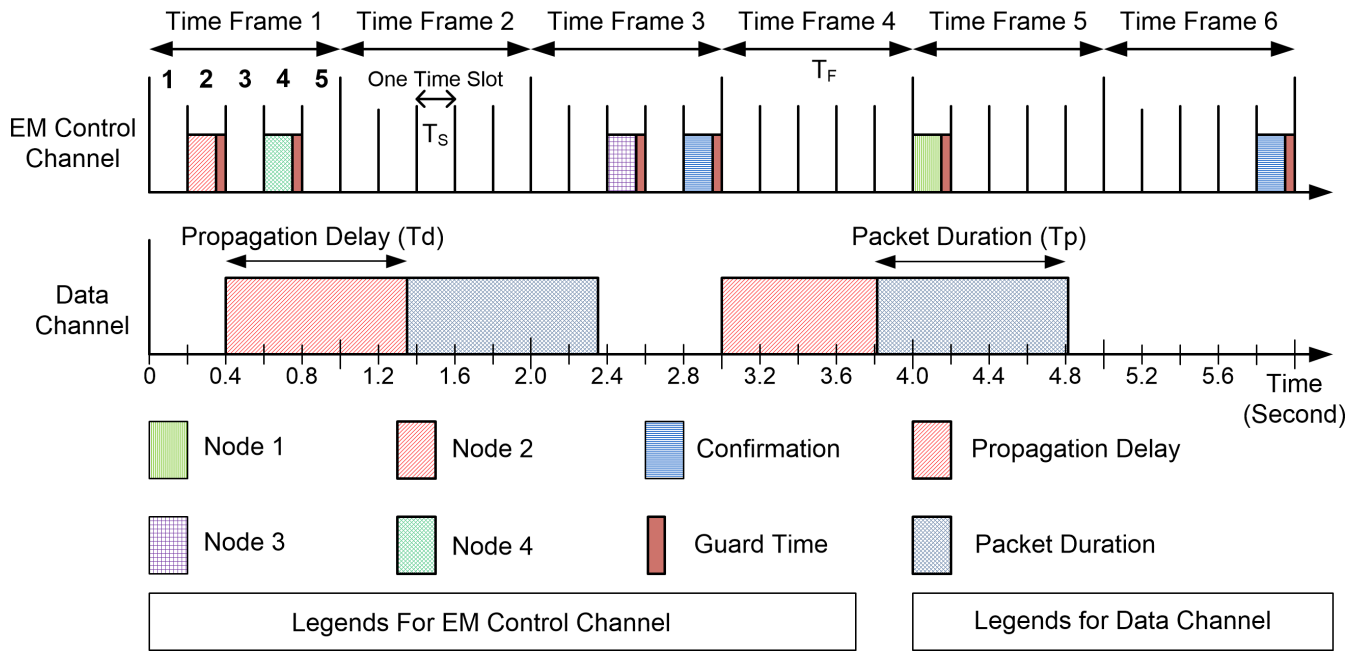 Time Frame 1 Time Frame 2 Time Frame 3 Time Frame 4 Time Frame 5 Time Frame 6
1 2 3 4 5 One Time Slot T_F
EM Control
Channel
T_S
Propagation Delay (Td) Packet Duration (Tp)
Data
Channel
0 0.4 0.8 1.2 1.6 2.0 2.4 2.8 3.2 3.6 4.0 4.4 4.8 5.2 5.6 Time
(Second)
Node 1 Node 2 Confirmation Propagation Delay
Node 3 Node 4 Guard Time Packet Duration
Legends For EM Control Channel Legends for Data Channel